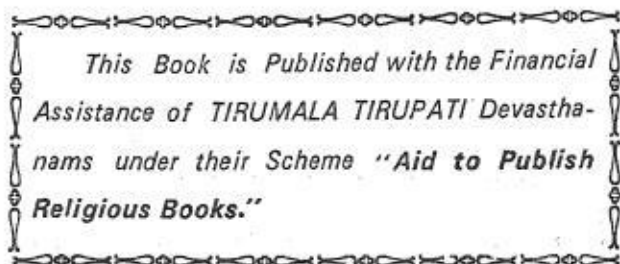 This Book is Published with the Financial
Assistance of TIRUMALA TIRUPATI Devastha-
nams under their Scheme "Aid to Publish
Religious Books."